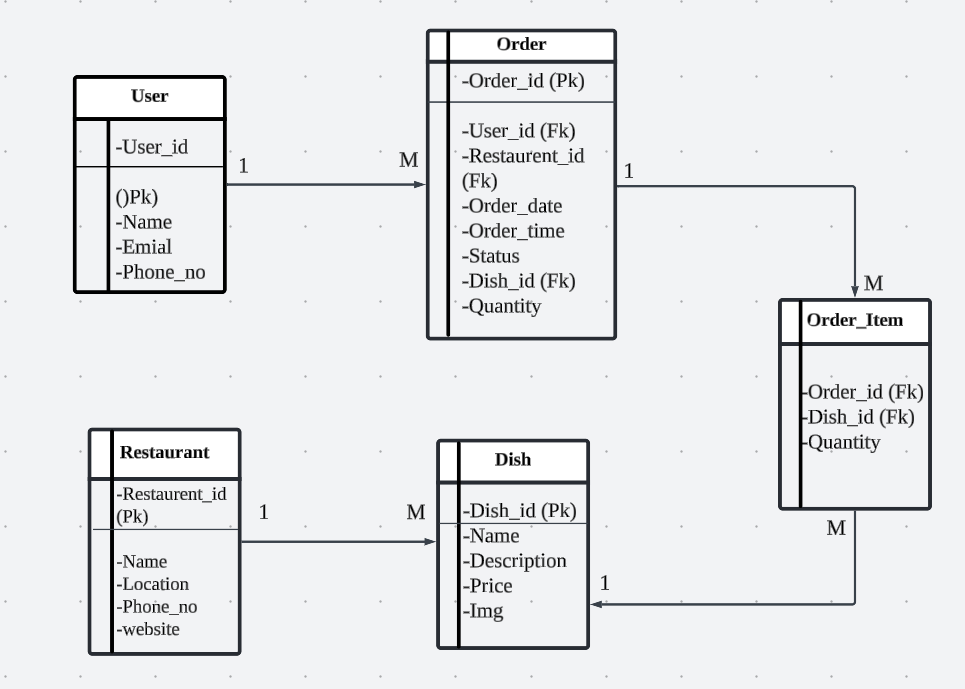 User
-User_id
()Pk)
-Name
-Emial
-Phone_no
1
M
Order
-Order_id (Pk)
-User_id (Fk)
-Restaurent_id
(Fk)
-Order_date
-Order_time
-Status
-Dish_id (Fk)
-Quantity
1
M
Order_Item
-Order_id (Fk)
-Dish_id (Fk)
-Quantity
M
1
Restaurant
-Restaurent_id
(Pk)
-Name
-Location
-Phone_no
-website
1
M
Dish
-Dish_id (Pk)
-Name
-Description
-Price
-Img